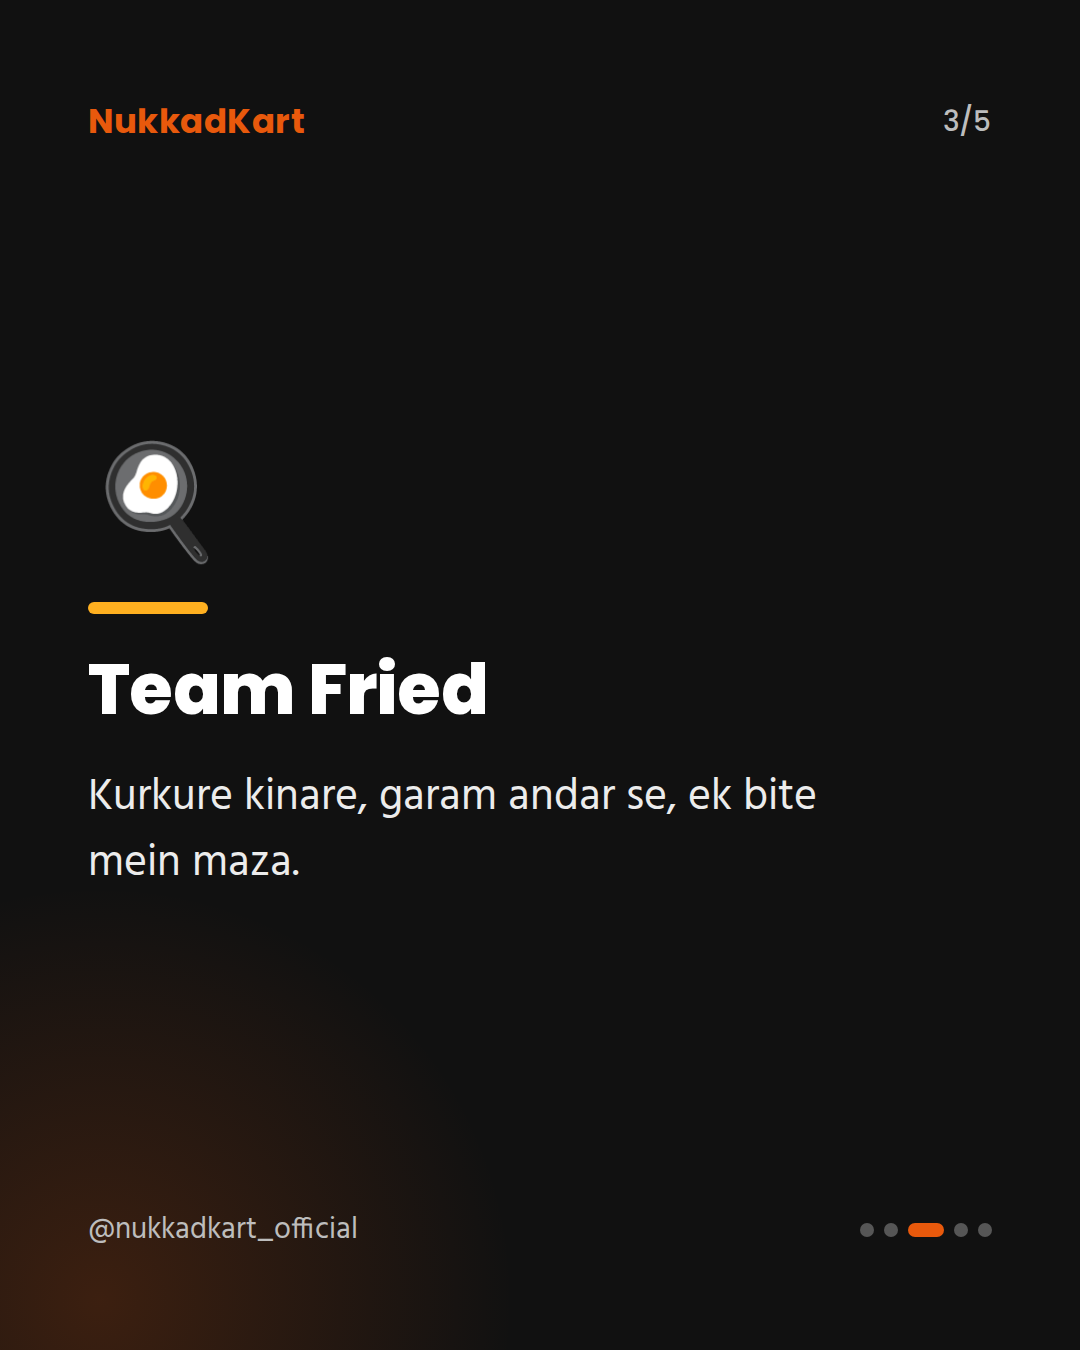 NukkadKart
3/5
Team Fried
Kurkure kinare, garam andar se, ek bite
mein maza.
@nukkadkart_official